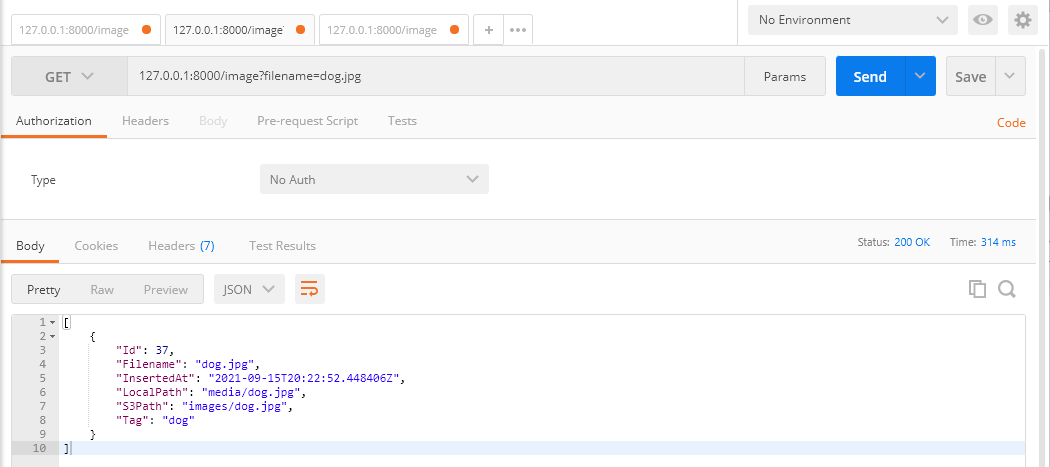 127.0.0.1:8000/image
127.0.0.1:8000/image
127.0.0.1:8000/image
+
•••
No Environment
GET
127.0.0.1:8000/image?filename=dog.jpg
Params
Send
Save
Authorization Headers Body Pre-request Script Tests
Code
Type
No Auth
Body Cookies Headers (7) Test Results
Status: 200 OK Time: 314 ms
Pretty Raw Preview
JSON
1 [
2 {
3 "Id": 37,
4 "Filename": "dog.jpg",
5 "InsertedAt": "2021-09-15T20:22:52.448406Z",
6 "LocalPath": "media/dog.jpg",
7 "S3Path": "images/dog.jpg",
8 "Tag": "dog"
9 }
10 ]